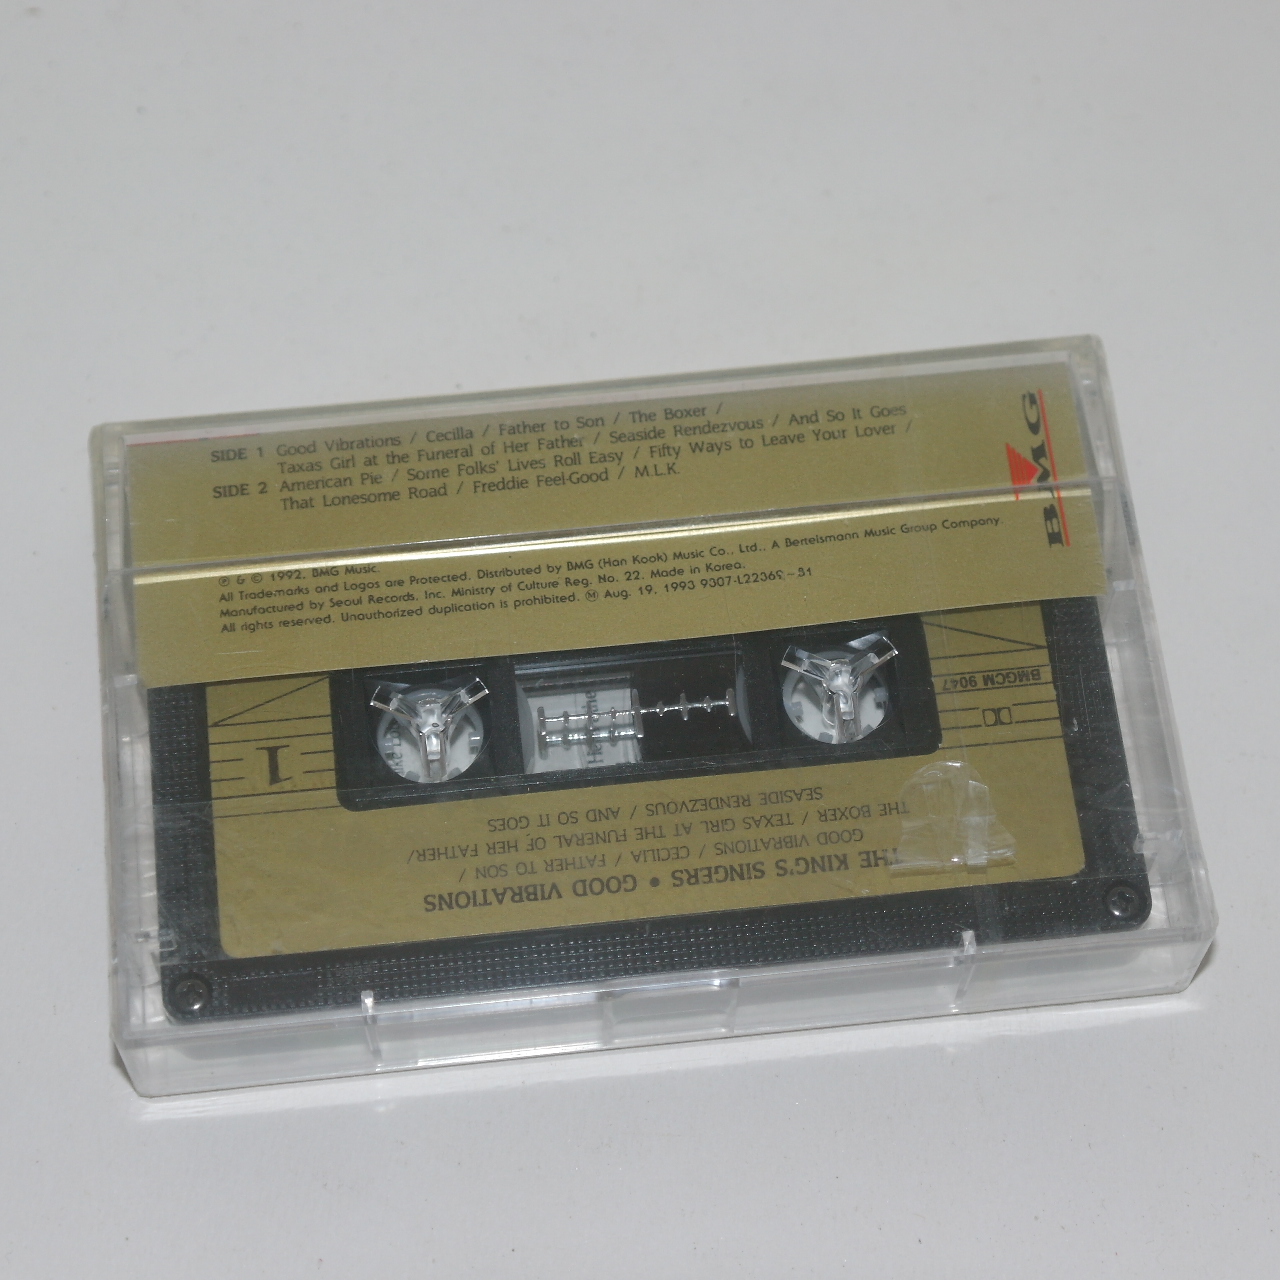 SIDE 1 Good Vibrations / Cecilla / Father to Son / The Boxer /
Taxas Girl at the Funeral of Her Father / Seaside Rendezvous / And So It Goes
SIDE 2 American Pie / Some Folks' Lives Roll Easy / Fifty Ways to Leave Your Lover /
That Lonesome Road / Freddie Feel-Good / M.L.K.
BMG
℗ & © 1992, BMG Music.
All Trademarks and Logos are Protected. Distributed by BMG (Han Kook) Music Co., Ltd., A Bertelsmann Music Group Company.
Manufactured by Seoul Records, Inc. Ministry of Culture Reg. No. 22. Made in Korea.
All rights reserved. Unauthorized duplication is prohibited. Ⓜ Aug. 19. 1993
THE KING'S SINGERS • GOOD VIBRATIONS
GOOD VIBRATIONS / CECILIA / FATHER TO SON /
THE BOXER / TEXAS GIRL AT THE FUNERAL OF HER FATHER/
SEASIDE RENDEZVOUS / AND SO IT GOES
1
BMGCM 9047